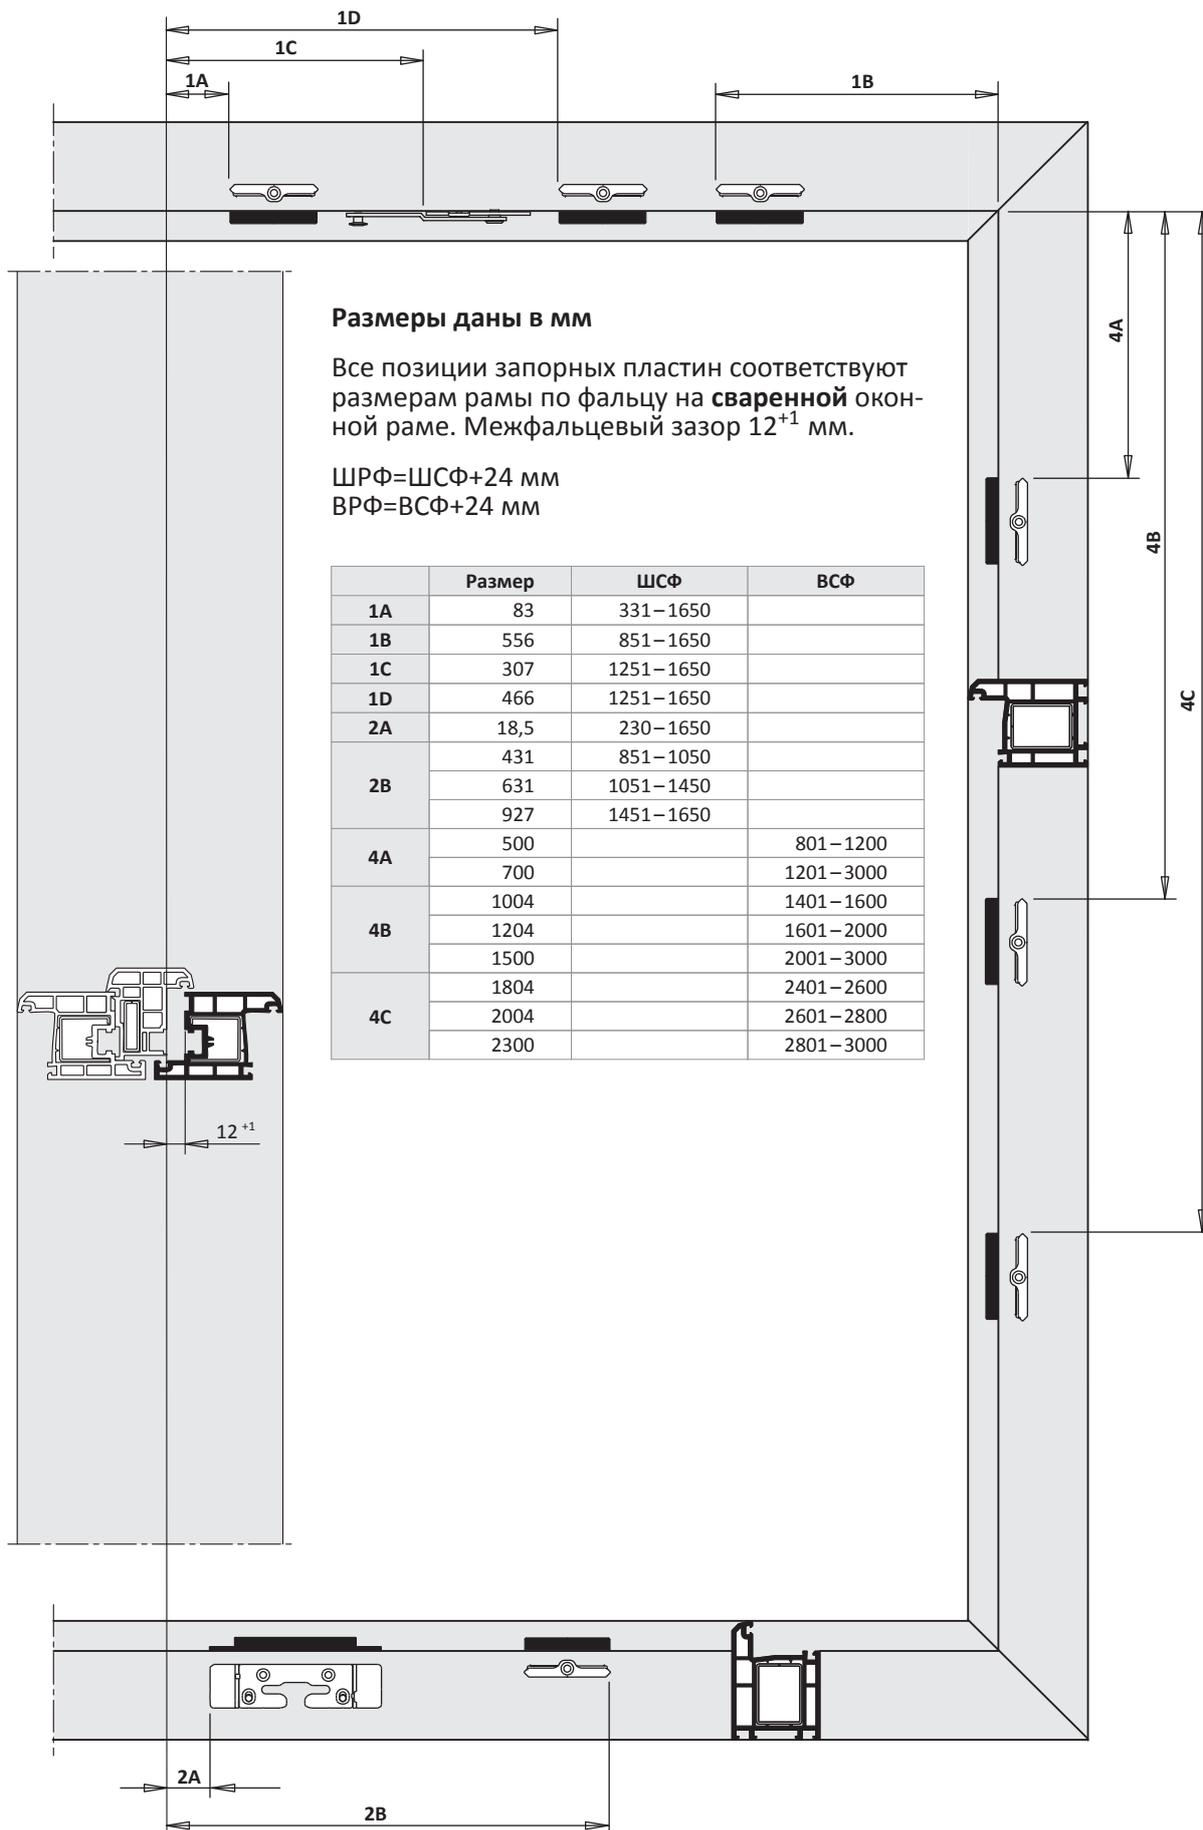 1D
1C
1A
1B
Размеры даны в мм
Все позиции запорных пластин соответствуют
размерам рамы по фальцу на сваренной окон-
ной раме. Межфальцевый зазор 12+1 мм.
ШРФ=ШСФ+24 мм
ВРФ=ВСФ+24 мм
4A
4B
4C
Размер ШСФ ВСФ
1A 83 331–1650
1B 556 851–1650
1C 307 1251–1650
1D 466 1251–1650
2A 18,5 230–1650
2B 431 851–1050
631 1051–1450
927 1451–1650
4A 500 801–1200
700 1201–3000
4B 1004 1401–1600
1204 1601–2000
1500 2001–3000
4C 1804 2401–2600
2004 2601–2800
2300 2801–3000
12 +1
2A
2B